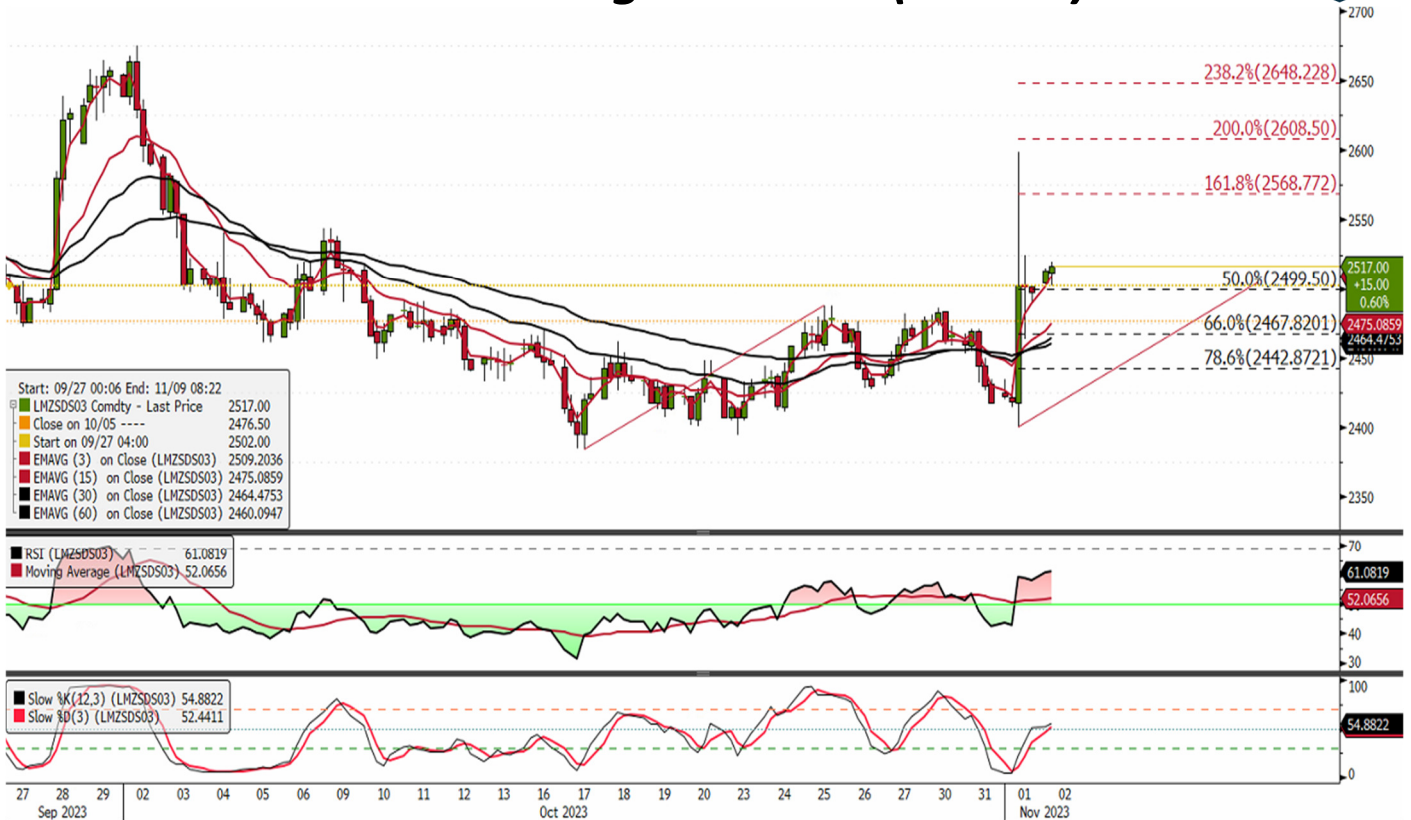 2700
238.2%(2648.228)
2650
200.0%(2608.50)
2600
161.8%(2568.772)
2550
2517.00
+15.00
0.60%
50.0%(2499.50)
66.0%(2467.8201)
2475.0859
2464.4753
2450
78.6%(2442.8721)
2400
2350
Start: 09/27 00:06 End: 11/09 08:22
LMZSDS03 Comdty - Last Price 2517.00
Close on 10/05 ---- 2476.50
Start on 09/27 04:00 2502.00
EMAVG (3) on Close (LMZSDS03) 2509.2036
EMAVG (15) on Close (LMZSDS03) 2475.0859
EMAVG (30) on Close (LMZSDS03) 2464.4753
EMAVG (60) on Close (LMZSDS03) 2460.0947
RSI (LMZSDS03) 61.0819
Moving Average (LMZSDS03) 52.0656
70
61.0819
52.0656
40
30
Slow %K(12,3) (LMZSDS03) 54.8822
Slow %D(3) (LMZSDS03) 52.4411
100
54.8822
0
27 28 29 02 03 04 05 06 09 10 11 12 13 16 17 18 19 20 23 24 25 26 27 30 31 01 02
Sep 2023 Oct 2023 Nov 2023